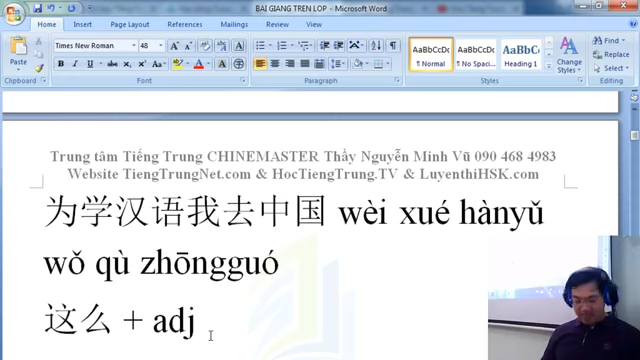 BAI GIANG TREN LOP - Microsoft Word
Home
Insert
Page Layout
References
Mailings
Review
View
Paste
Clipboard
Times New Roman
48
Font
Paragraph
AaBbCcDc
AaBbCcDc
AaBbCc
¶ Normal
¶ No Spaci...
Heading 1
Change Styles
Styles
Find
Replace
Select
Editing
Trung tâm Tiếng Trung CHINEMASTER Thầy Nguyễn Minh Vũ 090 468 4983
Website TiengTrungNet.com & HocTiengTrung.TV & LuyenthiHSK.com
为学汉语我去中国 wèi xué hànyǔ
wǒ qù zhōngguó
这么 + adj